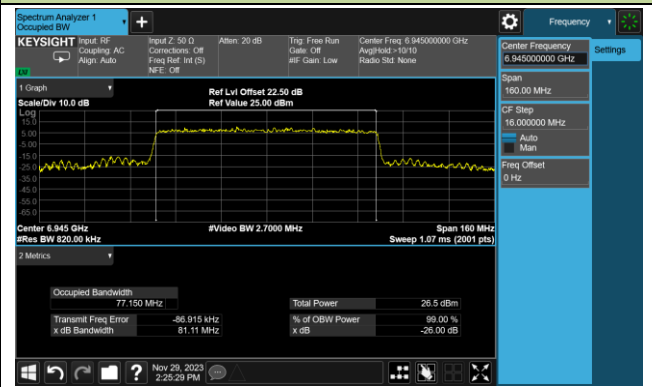 Spectrum Analyzer 1
Occupied BW
Frequency
KEYSIGHT
Input: RF
Coupling: AC
Align: Auto
Input Z: 50 Ω
Corrections: Off
Freq Ref: Int (S)
NFE: Off
Atten: 20 dB
Trig: Free Run
Gate: Off
#IF Gain: Low
Center Freq: 6.945000000 GHz
Avg|Hold:>10/10
Radio Std: None
Center Frequency
6.945000000 GHz
Settings
Span
160.00 MHz
CF Step
16.000000 MHz
Auto
Man
Freq Offset
0 Hz
1 Graph
Scale/Div 10.0 dB
Ref Lvl Offset 22.50 dB
Ref Value 25.00 dBm
Log
15.0
5.00
-5.00
-15.0
-25.0
-35.0
-45.0
-55.0
-65.0
Center 6.945 GHz
#Video BW 2.7000 MHz
Span 160 MHz
#Res BW 820.00 kHz
Sweep 1.07 ms (2001 pts)
2 Metrics
Occupied Bandwidth
77.150 MHz
Total Power 26.5 dBm
Transmit Freq Error -86.915 kHz
% of OBW Power 99.00 %
x dB Bandwidth 81.11 MHz
x dB -26.00 dB
?
Nov 29, 2023
2:25:29 PM